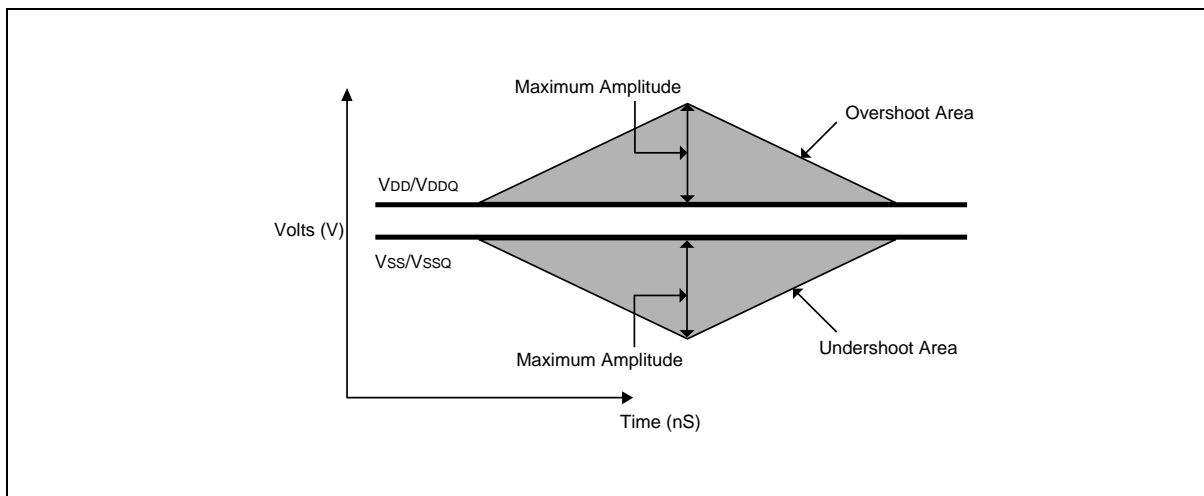 Maximum Amplitude
Overshoot Area
VDD/VDDQ
Volts (V)
VSS/VSSQ
Maximum Amplitude
Undershoot Area
Time (nS)